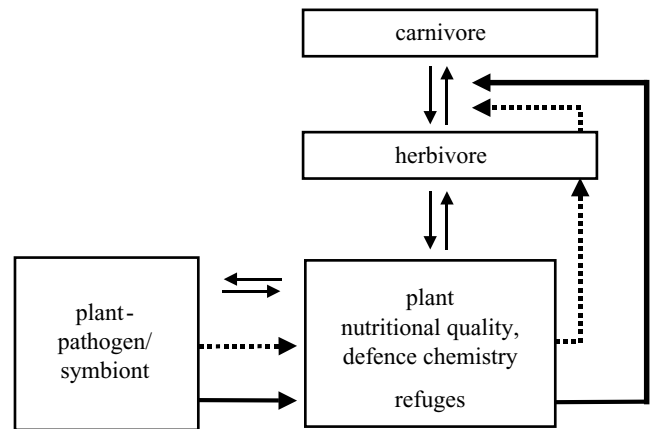 carnivore
herbivore
plant-
pathogen/
symbiont
plant
nutritional quality,
defence chemistry
refuges